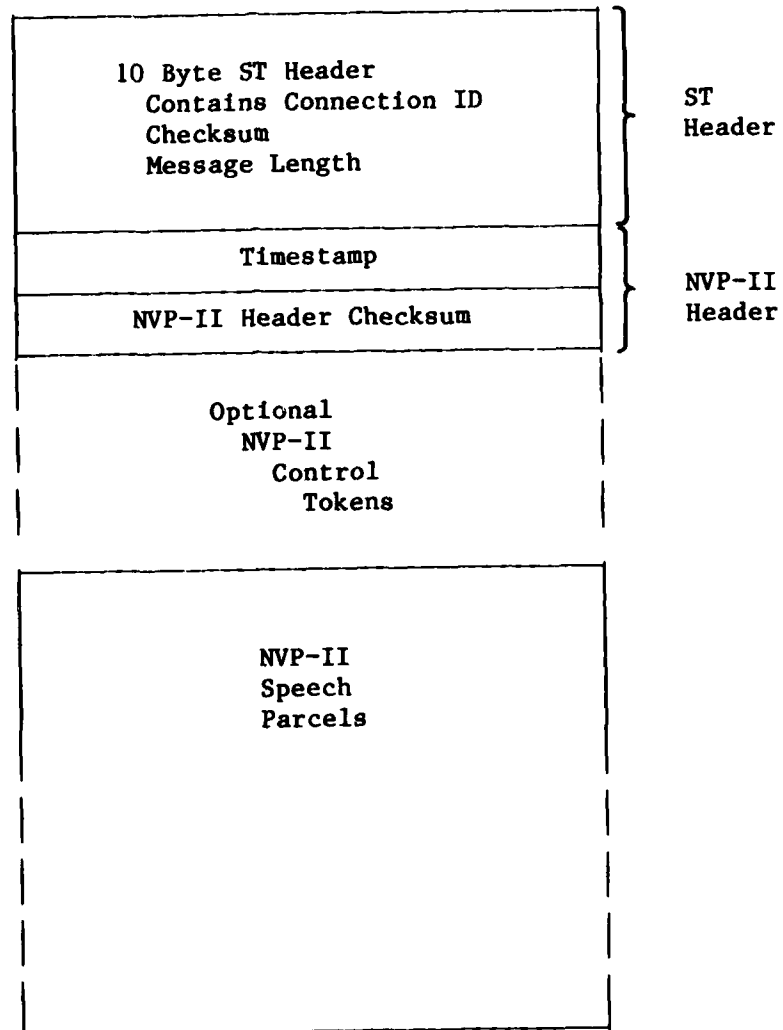 10 Byte ST Header
Contains Connection ID
Checksum
Message Length
ST
Header
Timestamp
NVP-II Header Checksum
NVP-II
Header
Optional
NVP-II
Control
Tokens
NVP-II
Speech
Parcels